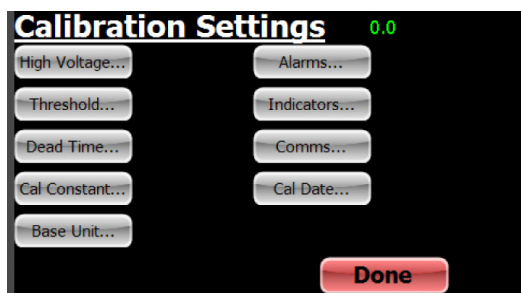 Calibration Settings 0.0
High Voltage... Alarms...
Threshold... Indicators...
Dead Time... Comms...
Cal Constant... Cal Date...
Base Unit...
Done